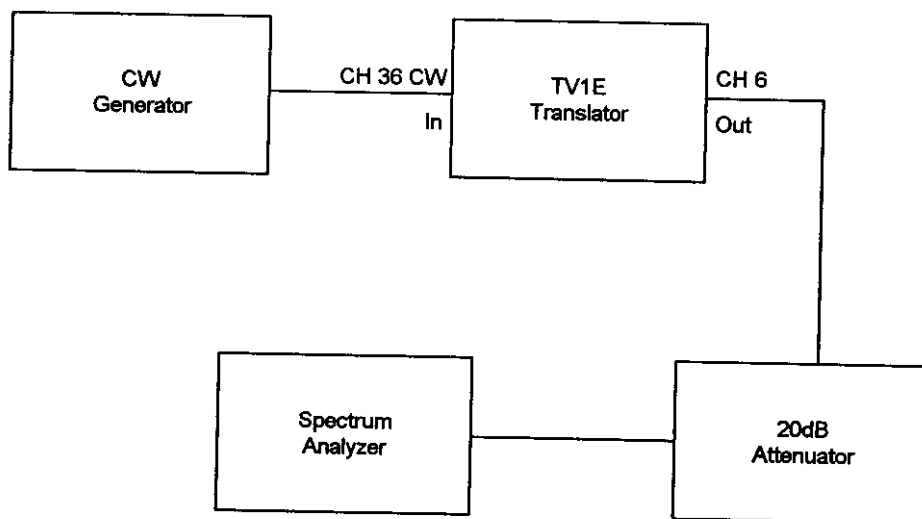 CW
Generator
CH 36 CW
In
TV1E
Translator
CH 6
Out
Spectrum
Analyzer
20dB
Attenuator